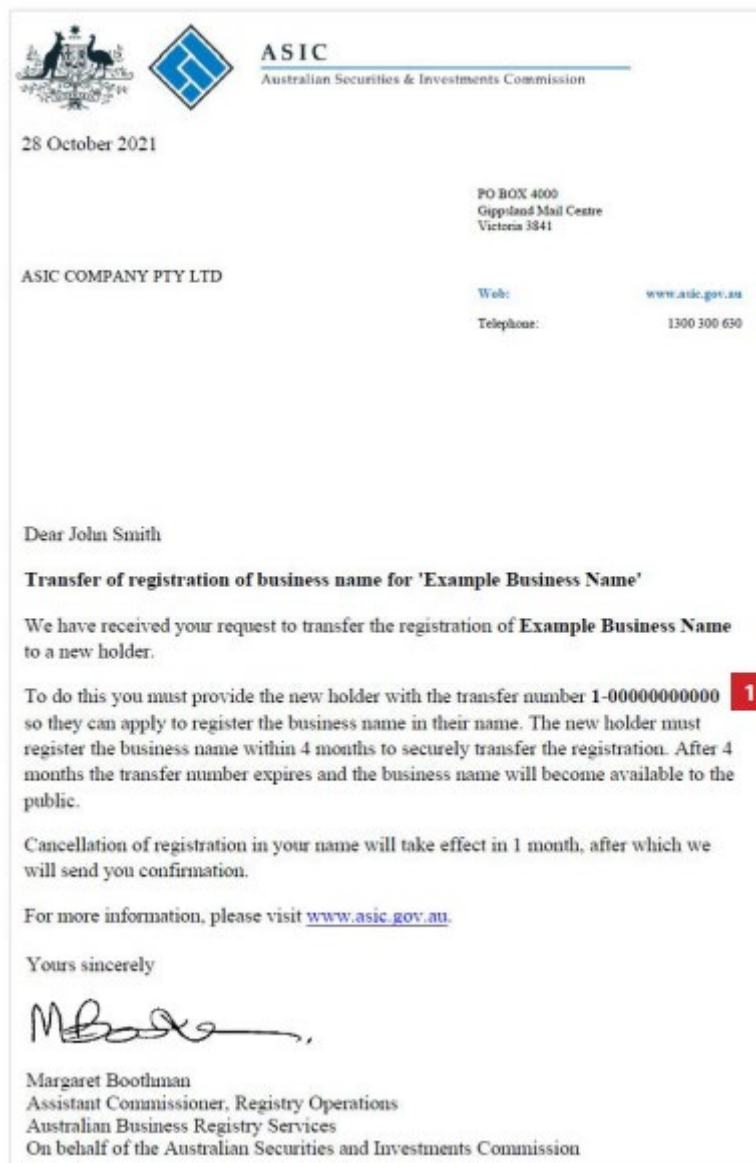 ASIC
Australian Securities & Investments Commission
28 October 2021
PO BOX 4000
Gippsland Mail Centre
Victoria 3841
ASIC COMPANY PTY LTD
Web: www.asic.gov.au
Telephone: 1300 300 630
Dear John Smith
Transfer of registration of business name for 'Example Business Name'
We have received your request to transfer the registration of Example Business Name
to a new holder.
To do this you must provide the new holder with the transfer number 1-00000000000 1
so they can apply to register the business name in their name. The new holder must
register the business name within 4 months to securely transfer the registration. After 4
months the transfer number expires and the business name will become available to the
public.
Cancellation of registration in your name will take effect in 1 month, after which we
will send you confirmation.
For more information, please visit www.asic.gov.au.
Yours sincerely
Margaret Boothman
Assistant Commissioner, Registry Operations
Australian Business Registry Services
On behalf of the Australian Securities and Investments Commission